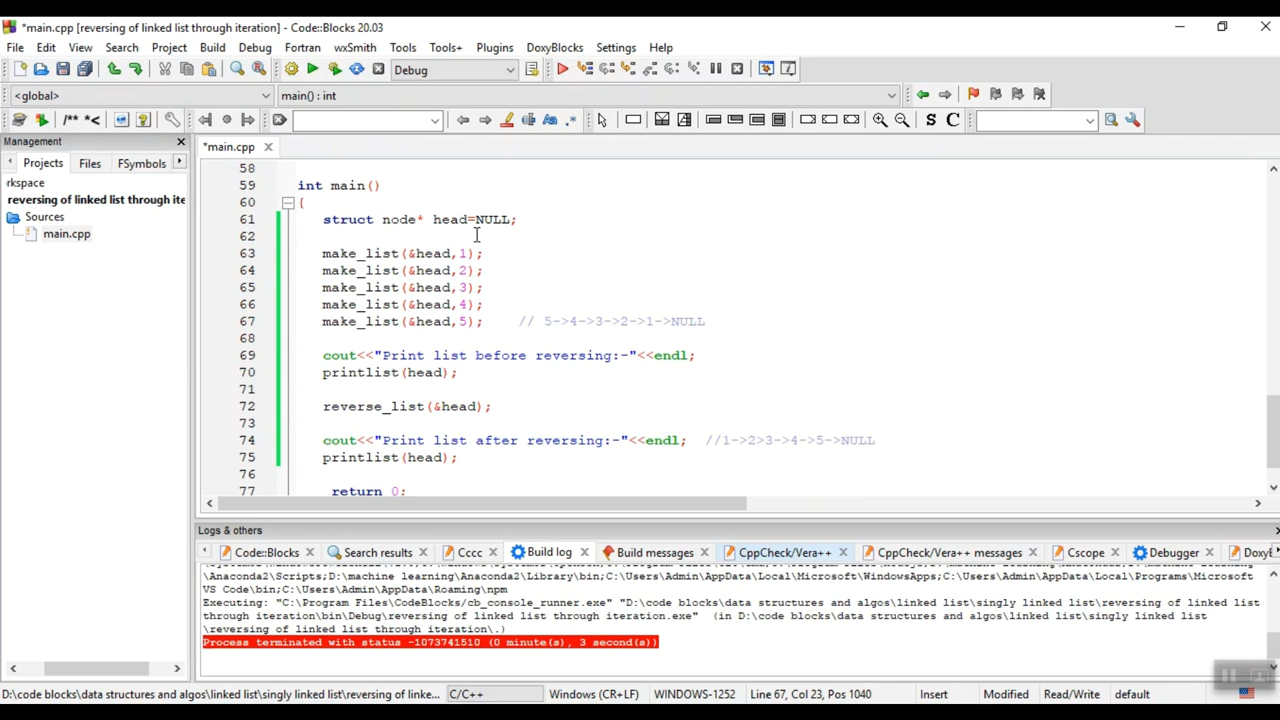 *main.cpp [reversing of linked list through iteration] - Code::Blocks 20.03
File Edit View Search Project Build Debug Fortran wxSmith Tools Tools+ Plugins DoxyBlocks Settings Help
Debug
<global> main() : int
/** *<
S C
Management
Projects Files FSymbols
rkspace
reversing of linked list through ite
Sources
main.cpp
*main.cpp
58
59 int main()
60 {
61 struct node* head=NULL;
62
63 make_list(&head,1);
64 make_list(&head,2);
65 make_list(&head,3);
66 make_list(&head,4);
67 make_list(&head,5); // 5->4->3->2->1->NULL
68
69 cout<<"Print list before reversing:-"<<endl;
70 printlist(head);
71
72 reverse_list(&head);
73
74 cout<<"Print list after reversing:-"<<endl; //1->2>3->4->5->NULL
75 printlist(head);
76
77 return 0;
Logs & others
Code::Blocks Search results Cccc Build log Build messages CppCheck/Vera++ CppCheck/Vera++ messages Cscope Debugger DoxyB
\Anaconda2\Scripts;D:\machine learning\Anaconda2\Library\bin;C:\Users\Admin\AppData\Local\Microsoft\WindowsApps;C:\Users\Admin\AppData\Local\Programs\Microsoft
VS Code\bin;C:\Users\Admin\AppData\Roaming\npm
Executing: "C:\Program Files\CodeBlocks/cb_console_runner.exe" "D:\code blocks\data structures and algos\linked list\singly linked list\reversing of linked list
through iteration\bin\Debug\reversing of linked list through iteration.exe" (in D:\code blocks\data structures and algos\linked list\singly linked list
\reversing of linked list through iteration\.)
Process terminated with status -1073741510 (0 minute(s), 3 second(s))
D:\code blocks\data structures and algos\linked list\singly linked list\reversing of linke... C/C++ Windows (CR+LF) WINDOWS-1252 Line 67, Col 23, Pos 1040 Insert Modified Read/Write default